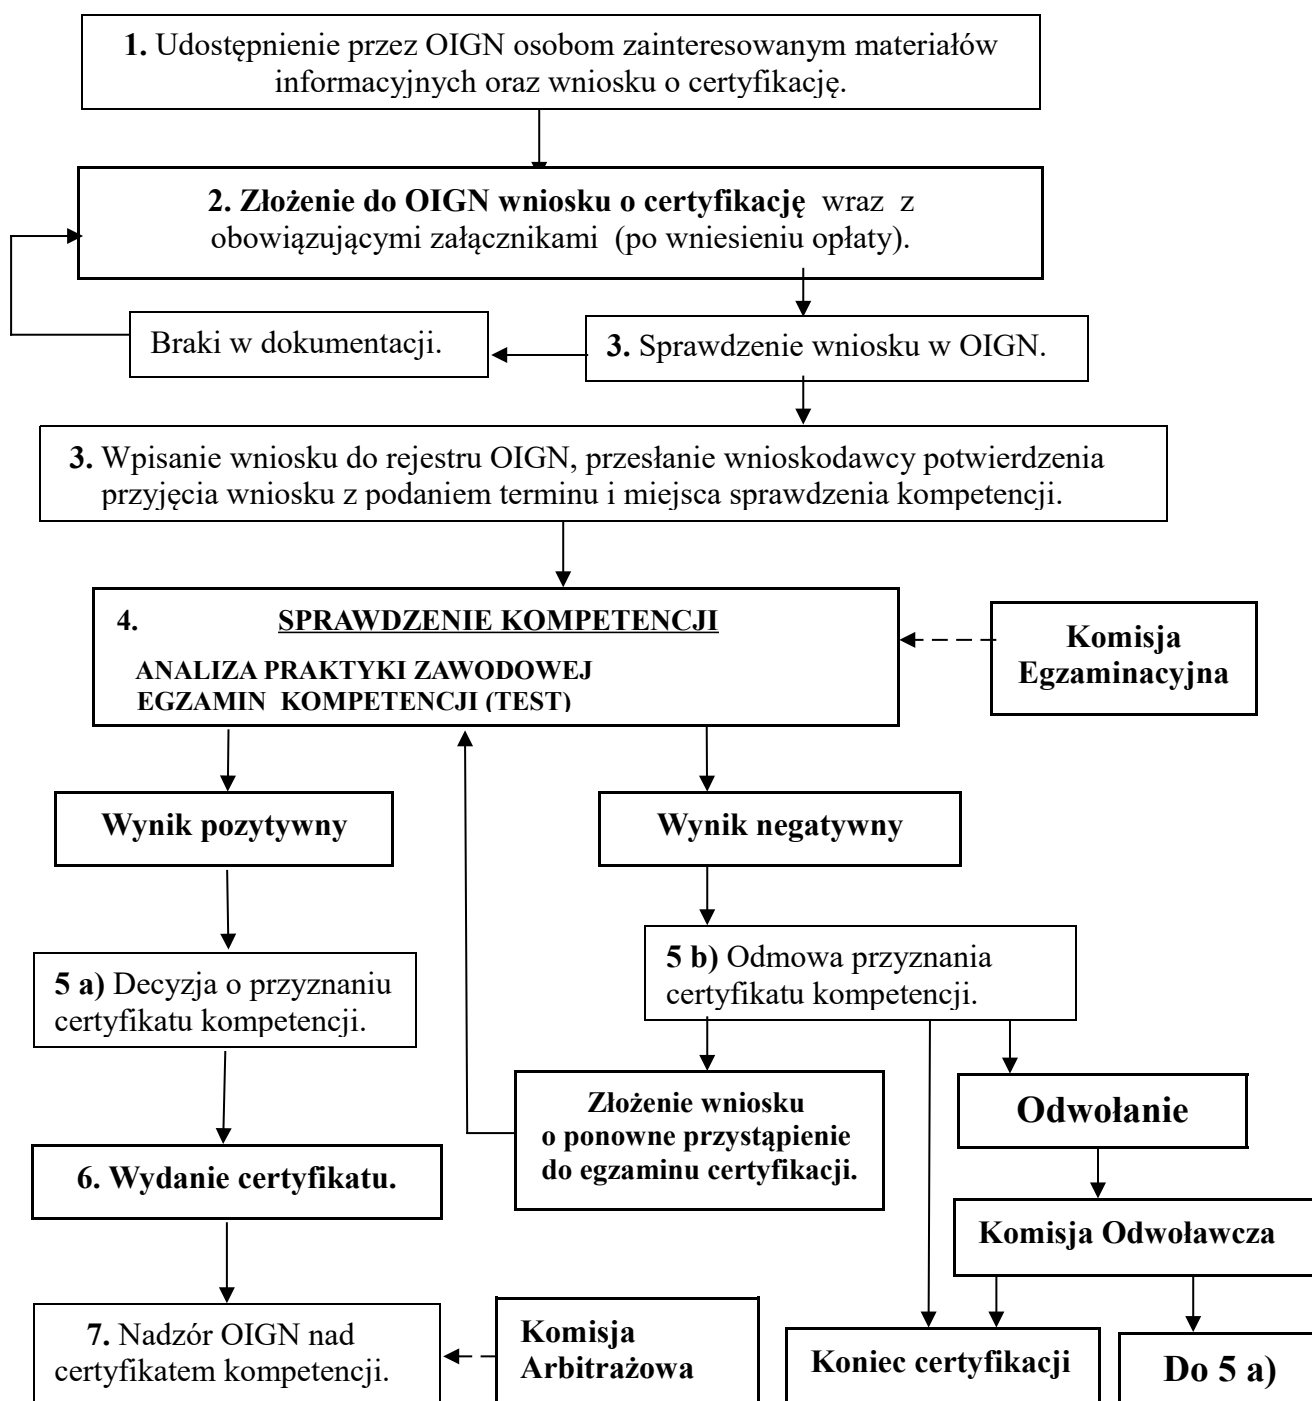 1. Udostępnienie przez OIGN osobom zainteresowanym materiałów
informacyjnych oraz wniosku o certyfikację.
2. Złożenie do OIGN wniosku o certyfikację wraz z
obowiązującymi załącznikami (po wniesieniu opłaty).
Braki w dokumentacji.
3. Sprawdzenie wniosku w OIGN.
3. Wpisanie wniosku do rejestru OIGN, przesłanie wnioskodawcy potwierdzenia
przyjęcia wniosku z podaniem terminu i miejsca sprawdzenia kompetencji.
4. SPRAWDZENIE KOMPETENCJI
ANALIZA PRAKTYKI ZAWODOWEJ
EGZAMIN KOMPETENCJI (TEST)
Komisja
Egzaminacyjna
Wynik pozytywny
Wynik negatywny
5 a) Decyzja o przyznaniu
certyfikatu kompetencji.
5 b) Odmowa przyznania
certyfikatu kompetencji.
Złożenie wniosku
o ponowne przystąpienie
do egzaminu certyfikacji.
Odwołanie
6. Wydanie certyfikatu.
Komisja Odwoławcza
7. Nadzór OIGN nad
certyfikatem kompetencji.
Komisja
Arbitrażowa
Koniec certyfikacji
Do 5 a)